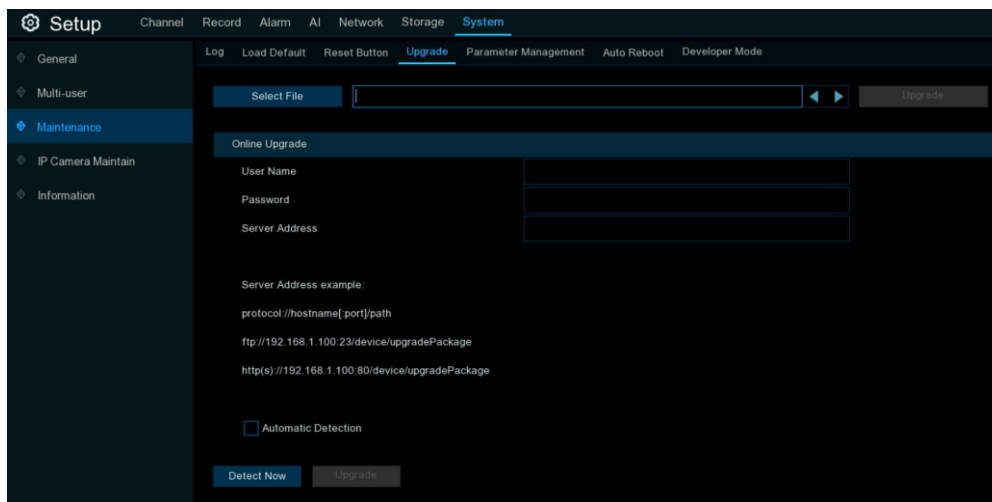 Setup Channel Record Alarm AI Network Storage System
Log Load Default Reset Button Upgrade Parameter Management Auto Reboot Developer Mode
General
Multi-user
Maintenance
IP Camera Maintain
Information
Select File Upgrade
Online Upgrade
User Name
Password
Server Address
Server Address example:
protocol://hostname[:port]/path
ftp://192.168.1.100:23/device/upgradePackage
http(s)://192.168.1.100:80/device/upgradePackage
Automatic Detection
Detect Now Upgrade